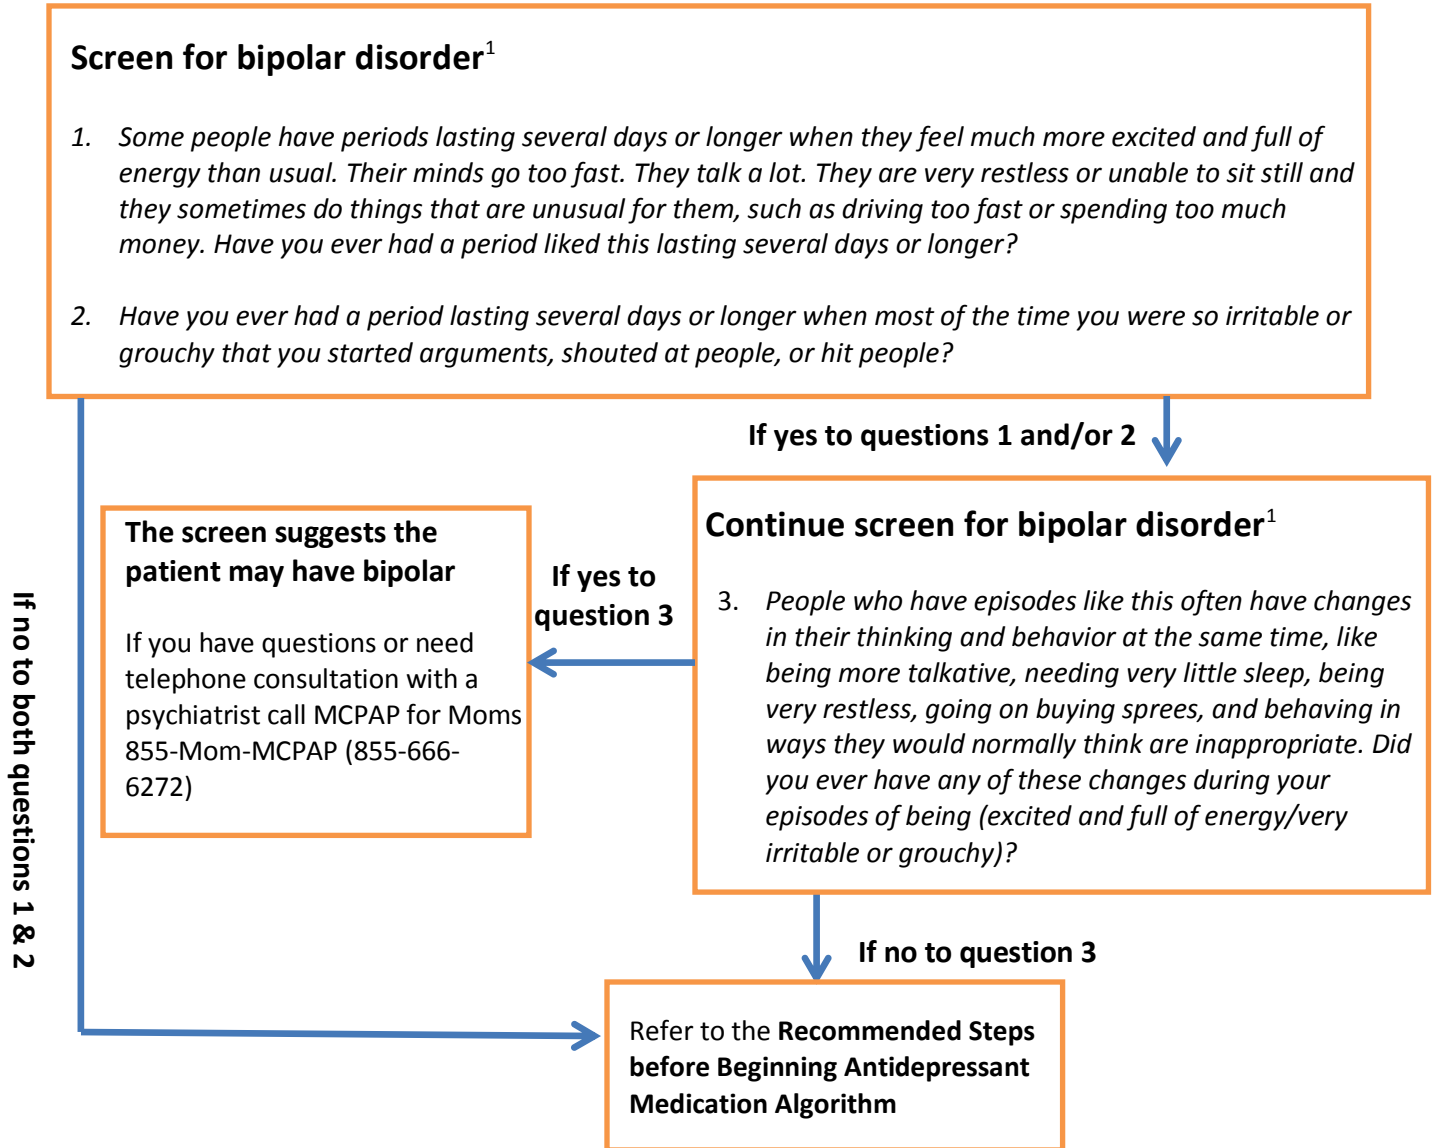 Screen for bipolar disorder1
1. Some people have periods lasting several days or longer when they feel much more excited and full of
energy than usual. Their minds go too fast. They talk a lot. They are very restless or unable to sit still and
they sometimes do things that are unusual for them, such as driving too fast or spending too much
money. Have you ever had a period liked this lasting several days or longer?
2. Have you ever had a period lasting several days or longer when most of the time you were so irritable or
grouchy that you started arguments, shouted at people, or hit people?
If yes to questions 1 and/or 2
Continue screen for bipolar disorder1
3. People who have episodes like this often have changes
in their thinking and behavior at the same time, like
being more talkative, needing very little sleep, being
very restless, going on buying sprees, and behaving in
ways they would normally think are inappropriate. Did
you ever have any of these changes during your
episodes of being (excited and full of energy/very
irritable or grouchy)?
If yes to
question 3
The screen suggests the
patient may have bipolar
If you have questions or need
telephone consultation with a
psychiatrist call MCPAP for Moms
855-Mom-MCPAP (855-666-
6272)
If no to both questions 1 & 2
If no to question 3
Refer to the Recommended Steps
before Beginning Antidepressant
Medication Algorithm